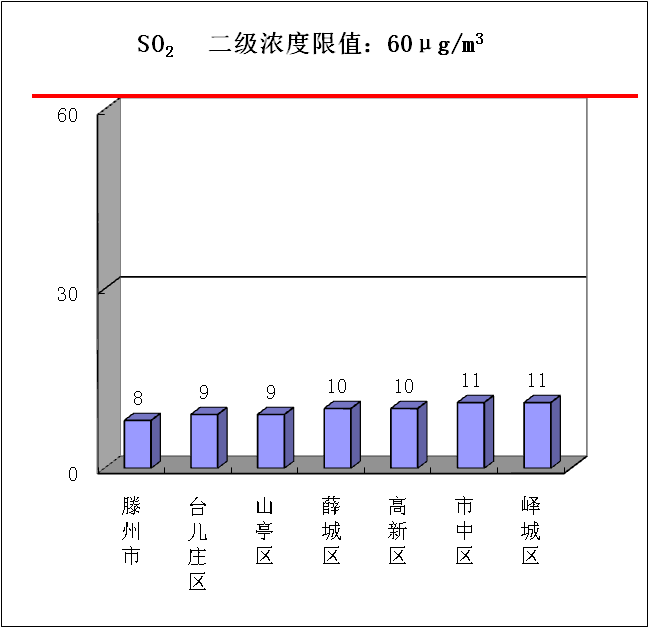 SO₂ 二级浓度限值：60μg/m³
60
30
0
8
9
9
10
10
11
11
滕州市
台儿庄区
山亭区
薛城区
高新区
市中区
峄城区